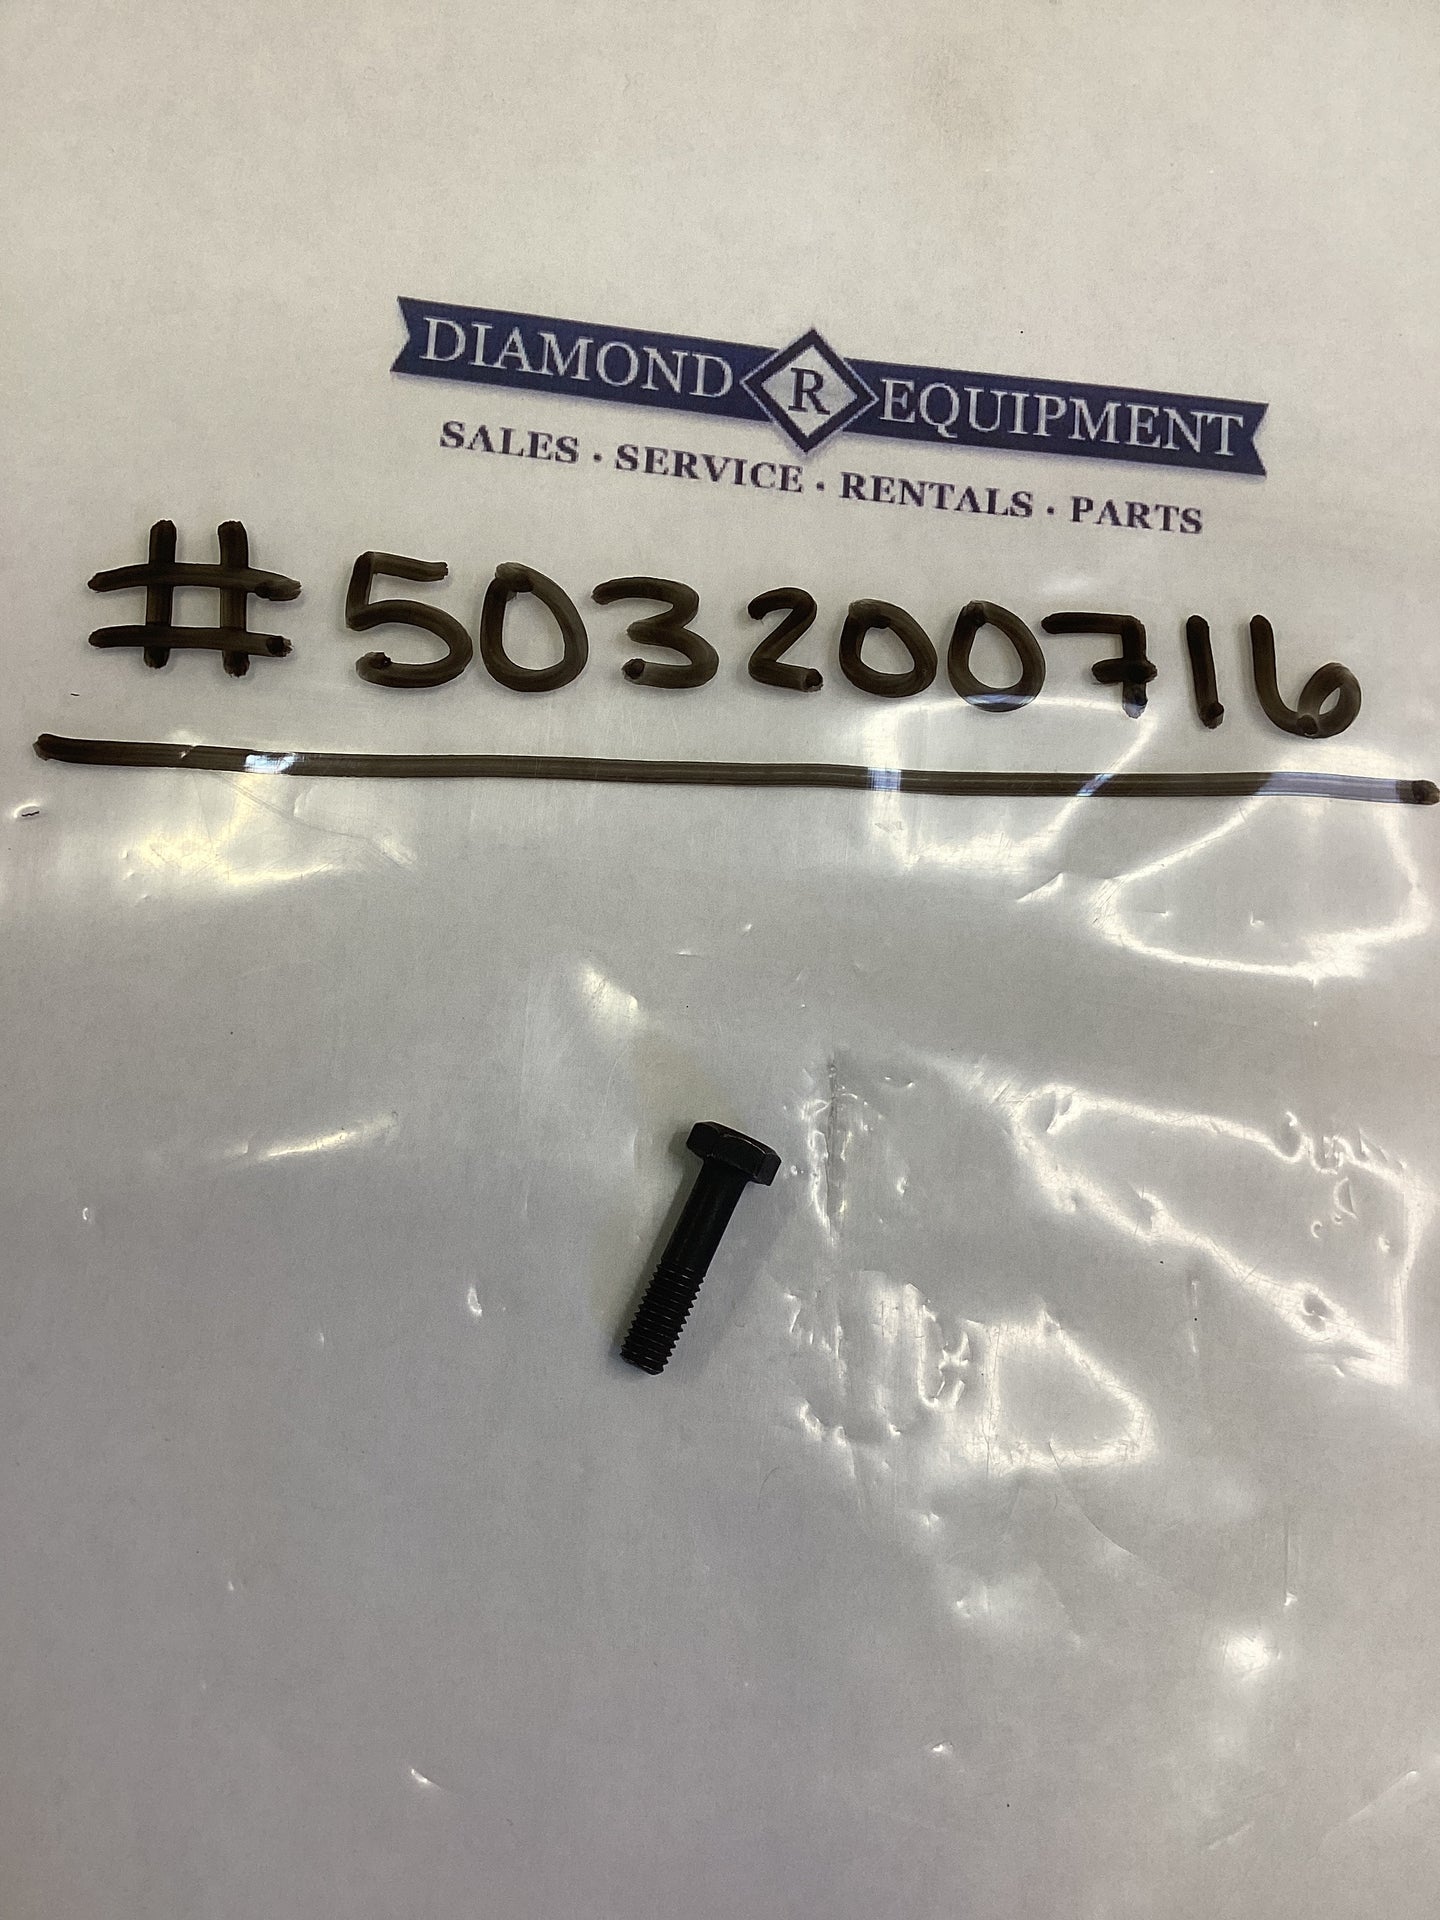 DIAMOND R EQUIPMENT
SALES · SERVICE · RENTALS · PARTS
#503200716